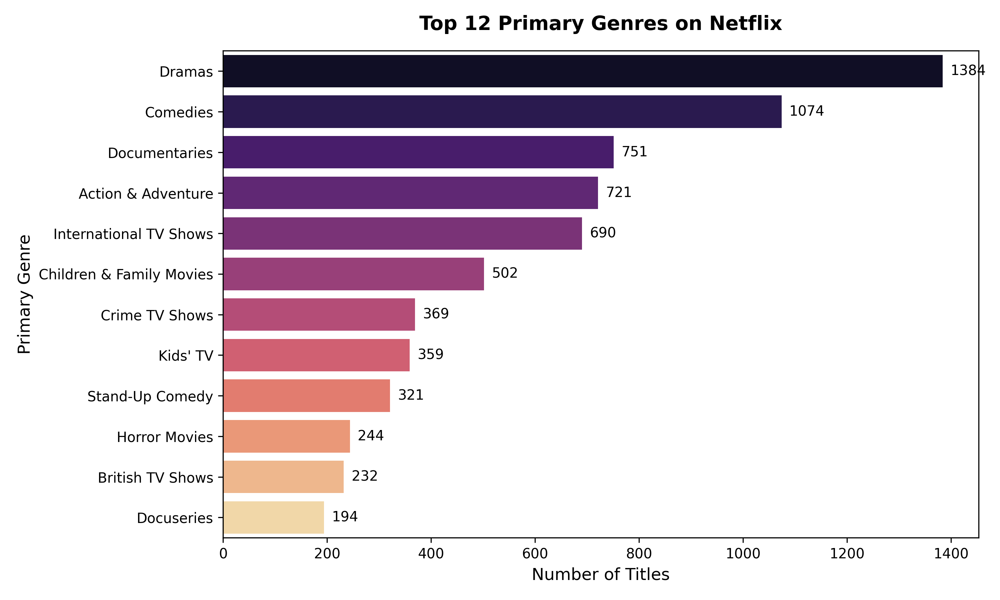 Top 12 Primary Genres on Netflix
Primary Genre
Dramas 1384
Comedies 1074
Documentaries 751
Action & Adventure 721
International TV Shows 690
Children & Family Movies 502
Crime TV Shows 369
Kids' TV 359
Stand-Up Comedy 321
Horror Movies 244
British TV Shows 232
Docuseries 194
0 200 400 600 800 1000 1200 1400
Number of Titles